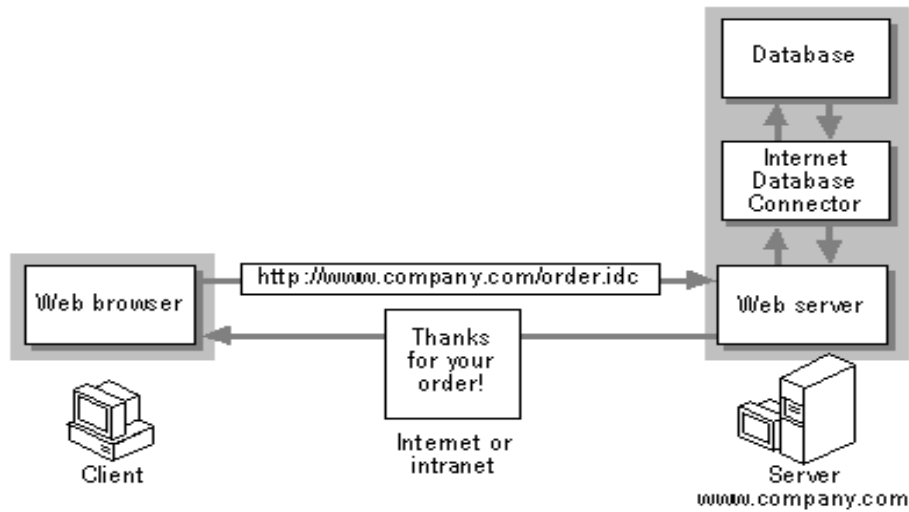 Database
Internet
Database
Connector
http://www.company.com/order.idc
Web browser
Web server
Thanks
for your
order!
Internet or
intranet
Client
Server
www.company.com